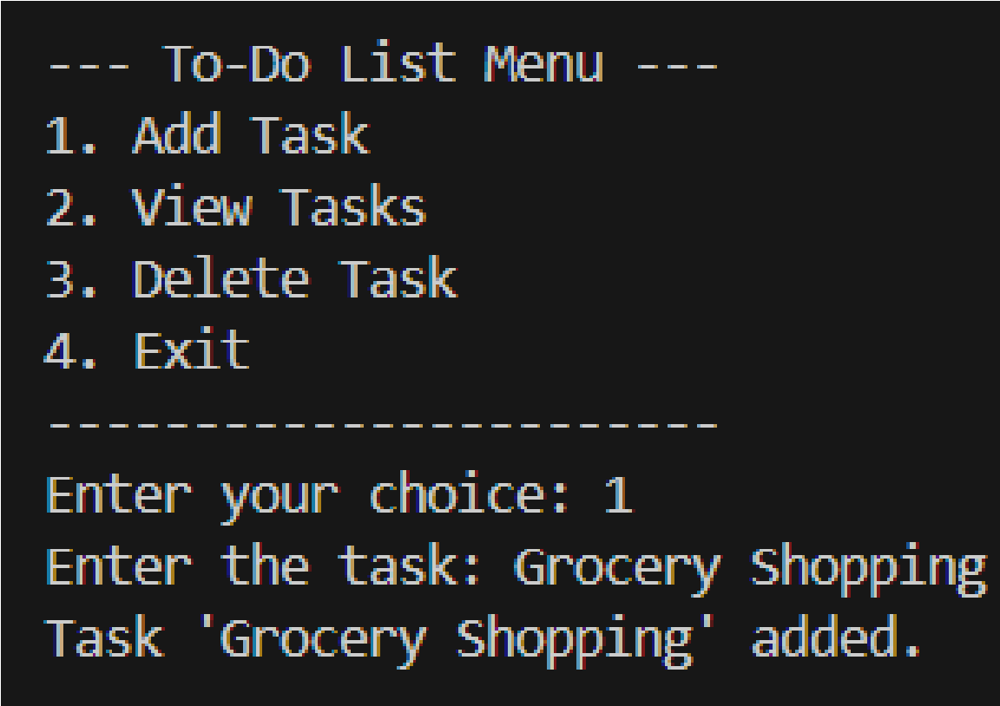 --- To-Do List Menu ---
1. Add Task
2. View Tasks
3. Delete Task
4. Exit
-----------------------
Enter your choice: 1
Enter the task: Grocery Shopping
Task 'Grocery Shopping' added.